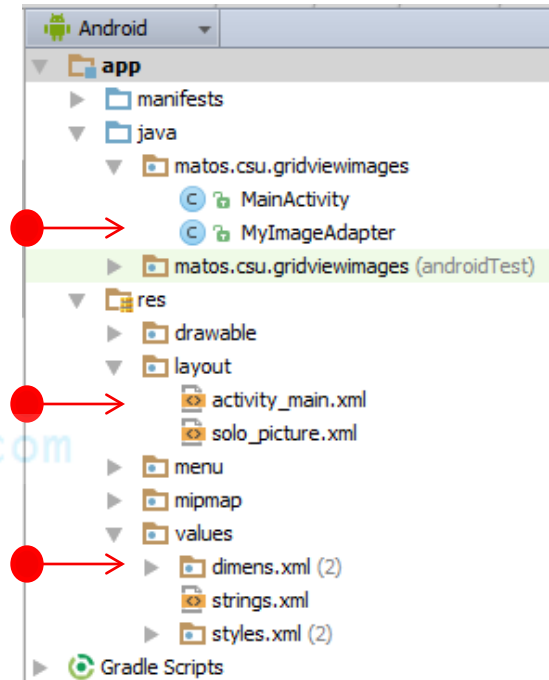 Android
app
manifests
java
matos.csu.gridviewimages
MainActivity
MyImageAdapter
matos.csu.gridviewimages (androidTest)
res
drawable
layout
activity_main.xml
com
solo_picture.xml
menu
mipmap
values
dimens.xml (2)
strings.xml
styles.xml (2)
Gradle Scripts